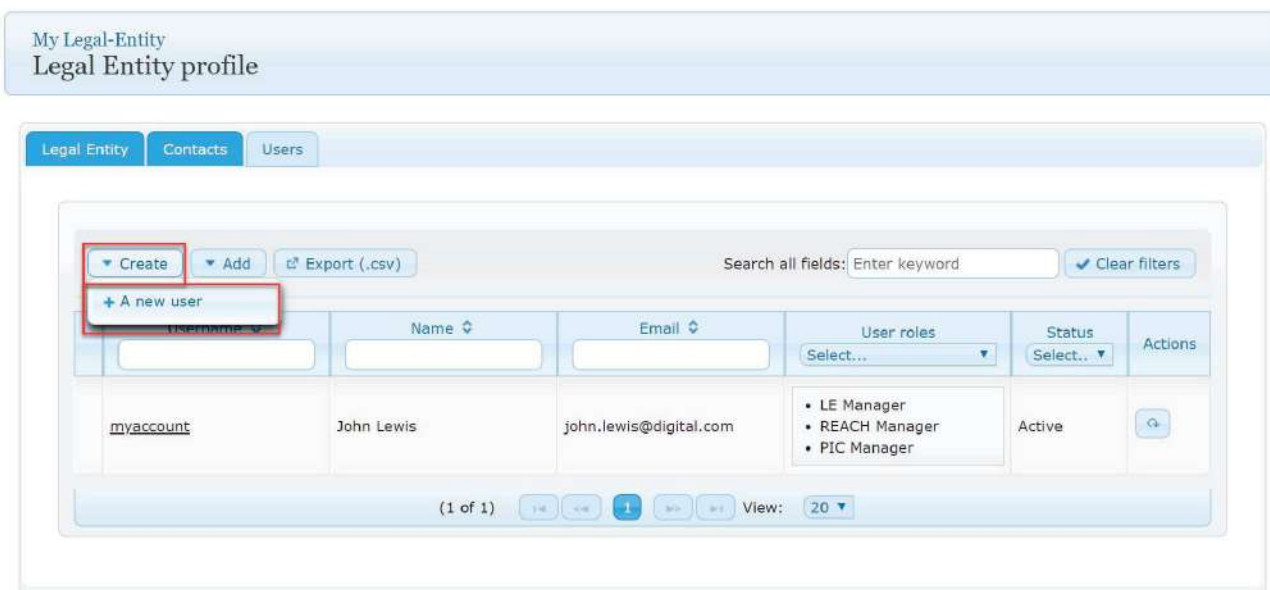 My Legal-Entity
Legal Entity profile
Legal Entity Contacts Users
Create Add Export (.csv) Search all fields: Enter keyword Clear filters
+ A new user
Username Name Email User roles Status Actions
Select... Select..
myaccount John Lewis john.lewis@digital.com • LE Manager Active
• REACH Manager
• PIC Manager
(1 of 1) 1 View: 20